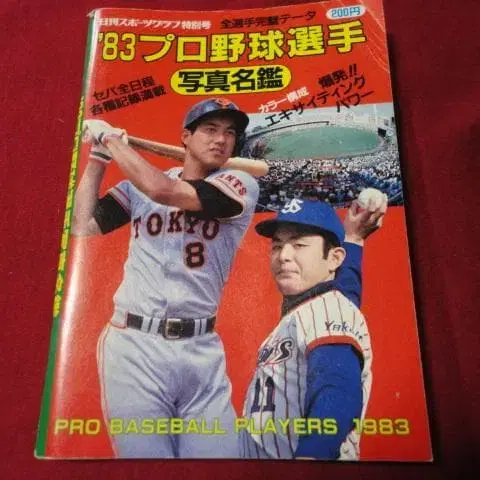 日刊スポーツグラフ特別号
全選手完璧データ
200円
'83プロ野球選手
写真名鑑
セパ全日程
各種記録満載
カラー構成
爆発!!
エキサイティング
パワー
GIANTS
TOKYO
8
Yakult
11
PRO BASEBALL PLAYERS 1983